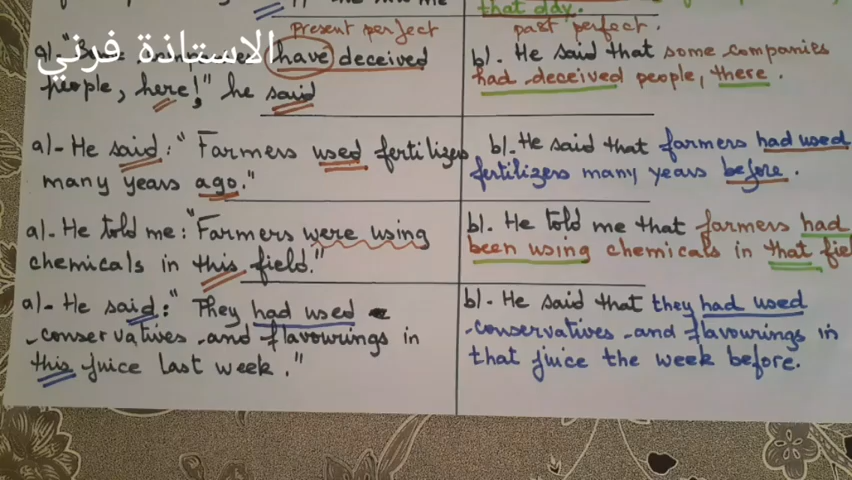 that day.
present perfect
past perfect.
الاستاذة فرني
have deceived
people, here!" he said
b/. He said that some companies
had deceived people, there.
a/- He said: "Farmers used fertilizers
many years ago."
b/. He said that farmers had used
fertilizers many years before.
a/. He told me: "Farmers were using
chemicals in this field."
b/. He told me that farmers had
been using chemicals in that
a/- He said: "They had used
conservatives and flavourings in
this juice last week."
b/. He said that they had used
conservatives and flavourings in
that juice the week before.